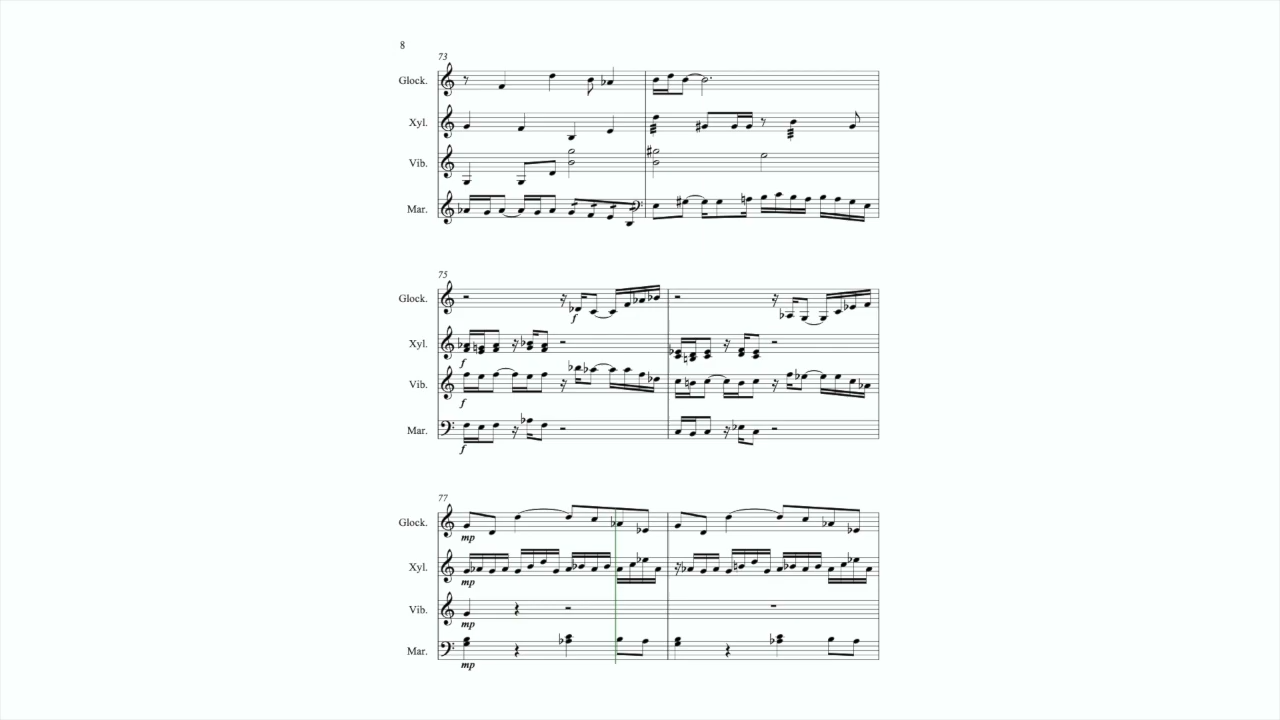 8
73
Glock.
Xyl.
Vib.
Mar.
75
Glock.
f
Xyl.
f
Vib.
f
Mar.
f
77
Glock.
mp
Xyl.
mp
Vib.
mp
Mar.
mp